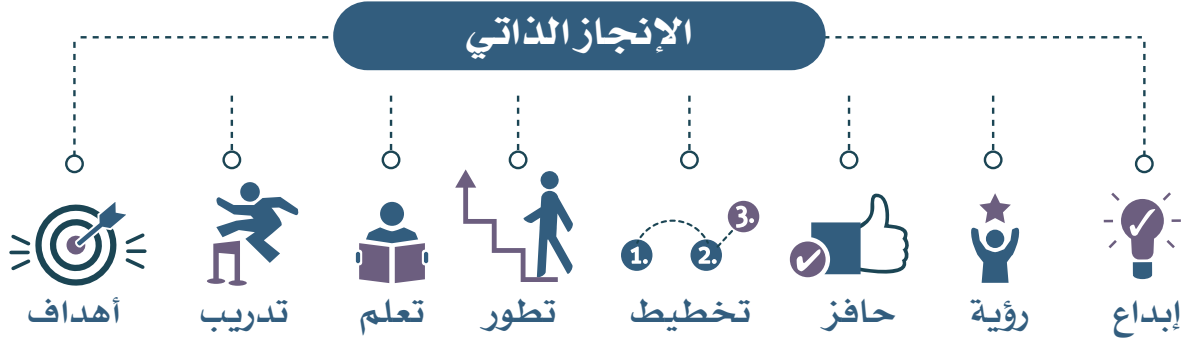 الإنجاز الذاتي
1.
2.
3.
إبداع
رؤية
حافز
تخطيط
تطور
تعلم
تدريب
أهداف